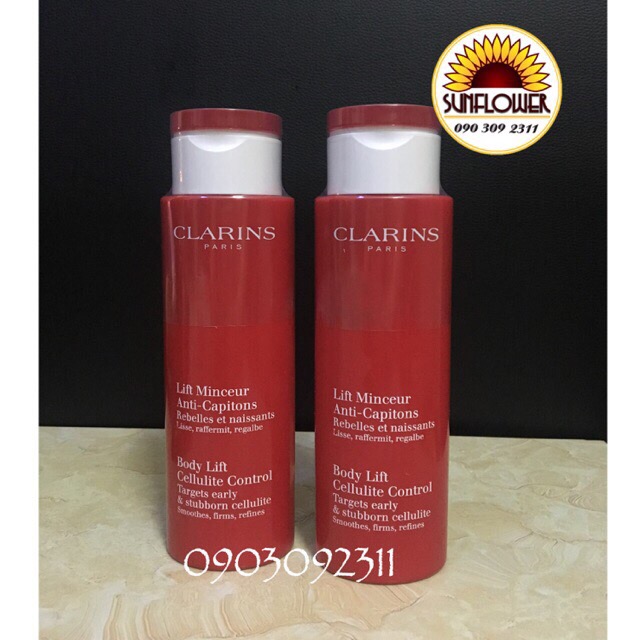 SUNFLOWER
090 309 2311
CLARINS
PARIS
Lift Minceur
Anti-Capitons
Rebelles et naissants
Lisse, raffermit, regalbe
Body Lift
Cellulite Control
Targets early
& stubborn cellulite
Smoothes, firms, refines
CLARINS
PARIS
Lift Minceur
Anti-Capitons
Rebelles et naissants
Lisse, raffermit, regalbe
Body Lift
Cellulite Control
Targets early
& stubborn cellulite
Smoothes, firms, refines
0903092311